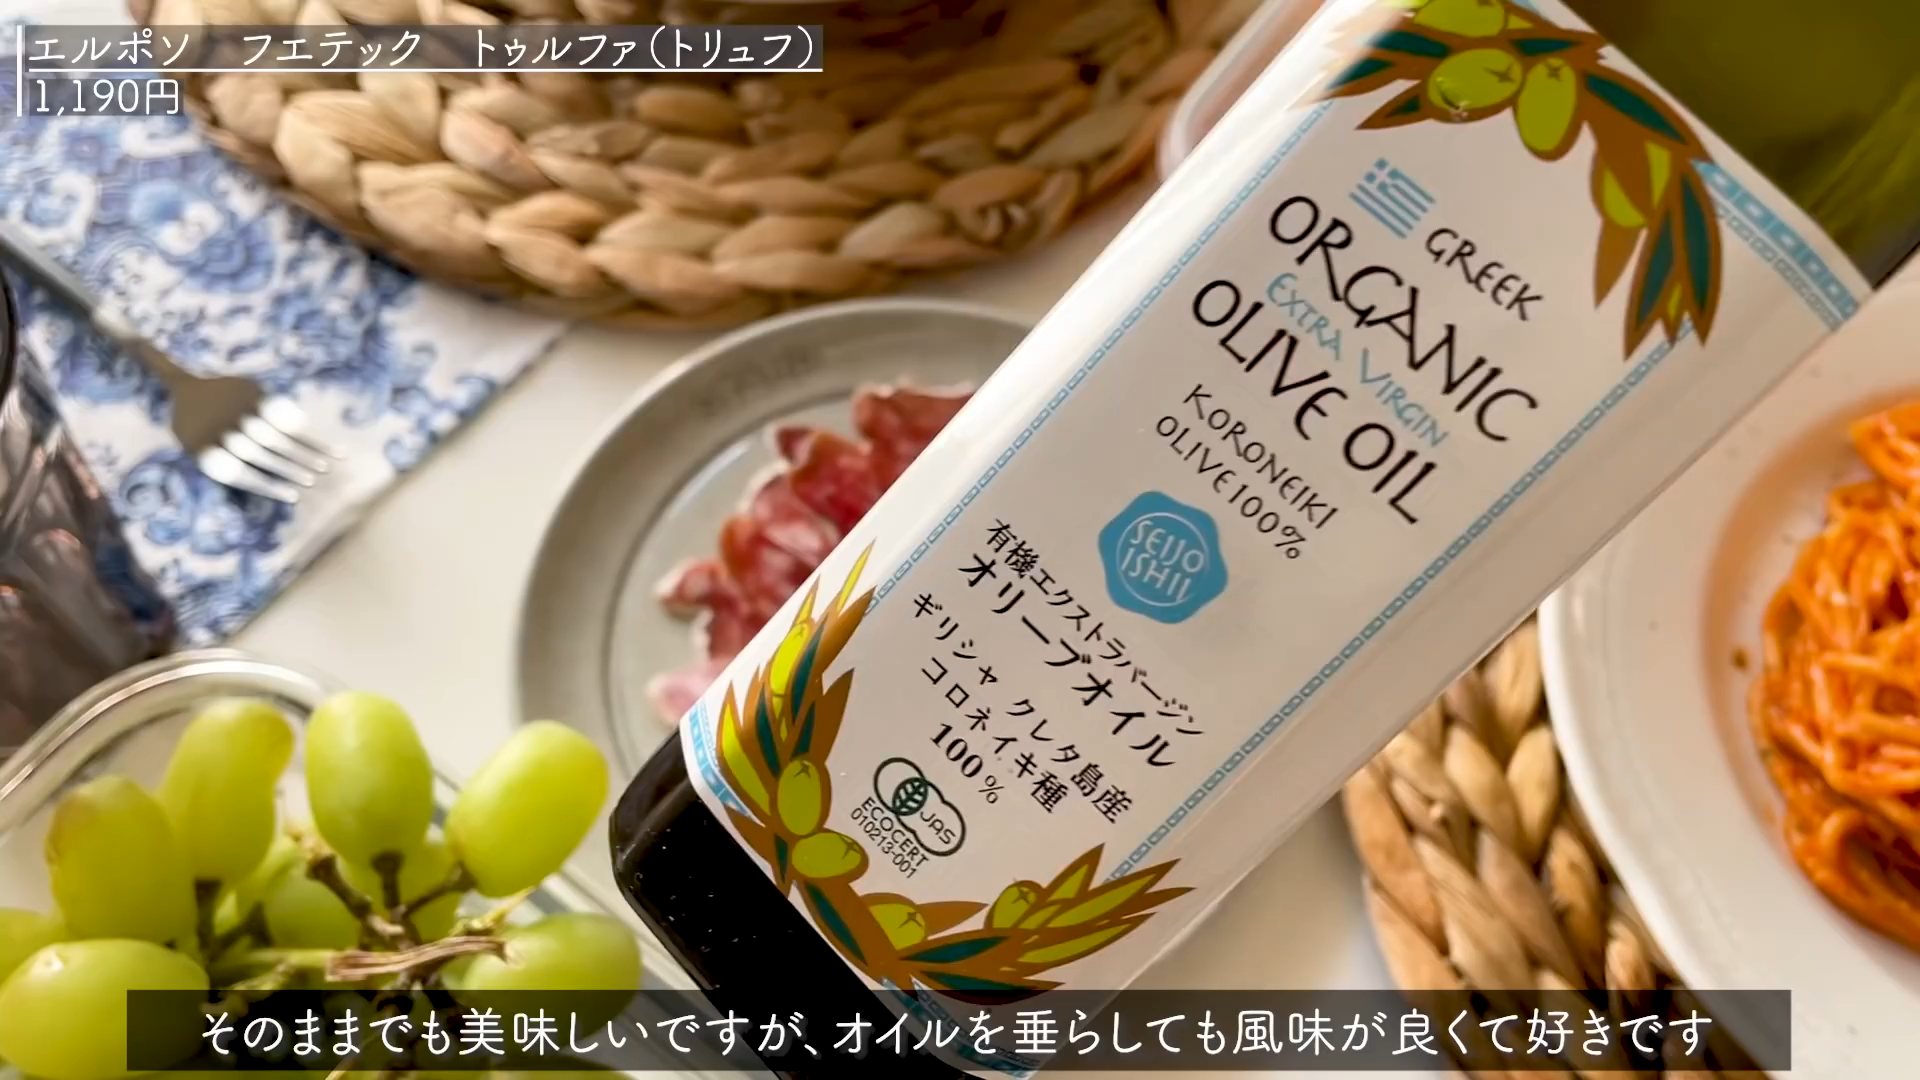 エルポソ　フエテック　トゥルファ（トリュフ）
1,190円
GREEK
ORGANIC
EXTRA VIRGIN
OLIVE OIL
KORONEIKI
OLIVE100%
SEIJO
ISHII
有機エクストラバージン
オリーブオイル
ギリシャ クレタ島産
コロネイキ種
100%
JAS
ECOCERT
010213-001
そのままでも美味しいですが、オイルを垂らしても風味が良くて好きです